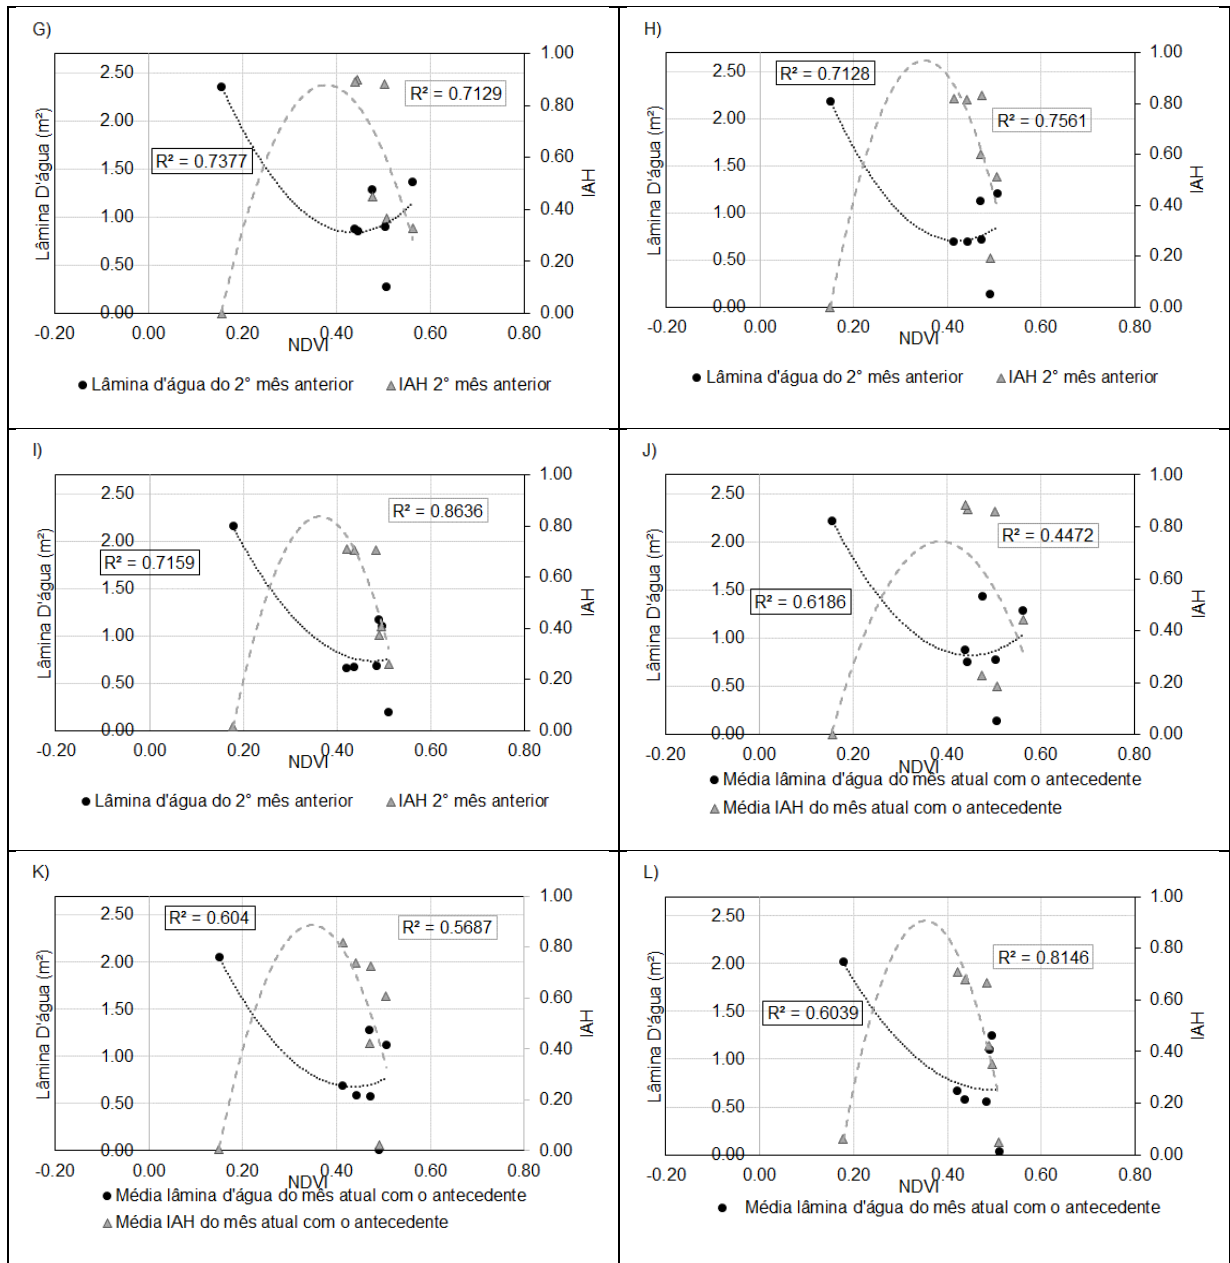 G)
Lâmina D'água (m²)
2.50
2.00
1.50
1.00
0.50
0.00
1.00
0.80
0.60
0.40
0.20
0.00
IAH
R² = 0.7129
R² = 0.7377
-0.20 0.00 0.20 0.40 0.60 0.80
NDVI
Lâmina d'água do 2° mês anterior IAH 2° mês anterior
H)
Lâmina D'água (m²)
2.50
2.00
1.50
1.00
0.50
0.00
1.00
0.80
0.60
0.40
0.20
0.00
IAH
R² = 0.7128
R² = 0.7561
-0.20 0.00 0.20 0.40 0.60 0.80
NDVI
Lâmina d'água do 2° mês anterior IAH 2° mês anterior
I)
Lâmina D'água (m²)
2.50
2.00
1.50
1.00
0.50
0.00
1.00
0.80
0.60
0.40
0.20
0.00
IAH
R² = 0.8636
R² = 0.7159
-0.20 0.00 0.20 0.40 0.60 0.80
NDVI
Lâmina d'água do 2° mês anterior IAH 2° mês anterior
J)
Lâmina D'água (m²)
2.50
2.00
1.50
1.00
0.50
0.00
1.00
0.80
0.60
0.40
0.20
0.00
IAH
R² = 0.4472
R² = 0.6186
-0.20 0.00 0.20 0.40 0.60 0.80
NDVI
Média lâmina d'água do mês atual com o antecedente
Média IAH do mês atual com o antecedente
K)
Lâmina D'água (m²)
2.50
2.00
1.50
1.00
0.50
0.00
1.00
0.80
0.60
0.40
0.20
0.00
IAH
R² = 0.604
R² = 0.5687
-0.20 0.00 0.20 0.40 0.60 0.80
NDVI
Média lâmina d'água do mês atual com o antecedente
Média IAH do mês atual com o antecedente
L)
Lâmina D'água (m²)
2.50
2.00
1.50
1.00
0.50
0.00
1.00
0.80
0.60
0.40
0.20
0.00
IAH
R² = 0.8146
R² = 0.6039
-0.20 0.00 0.20 0.40 0.60 0.80
NDVI
Média lâmina d'água do mês atual com o antecedente